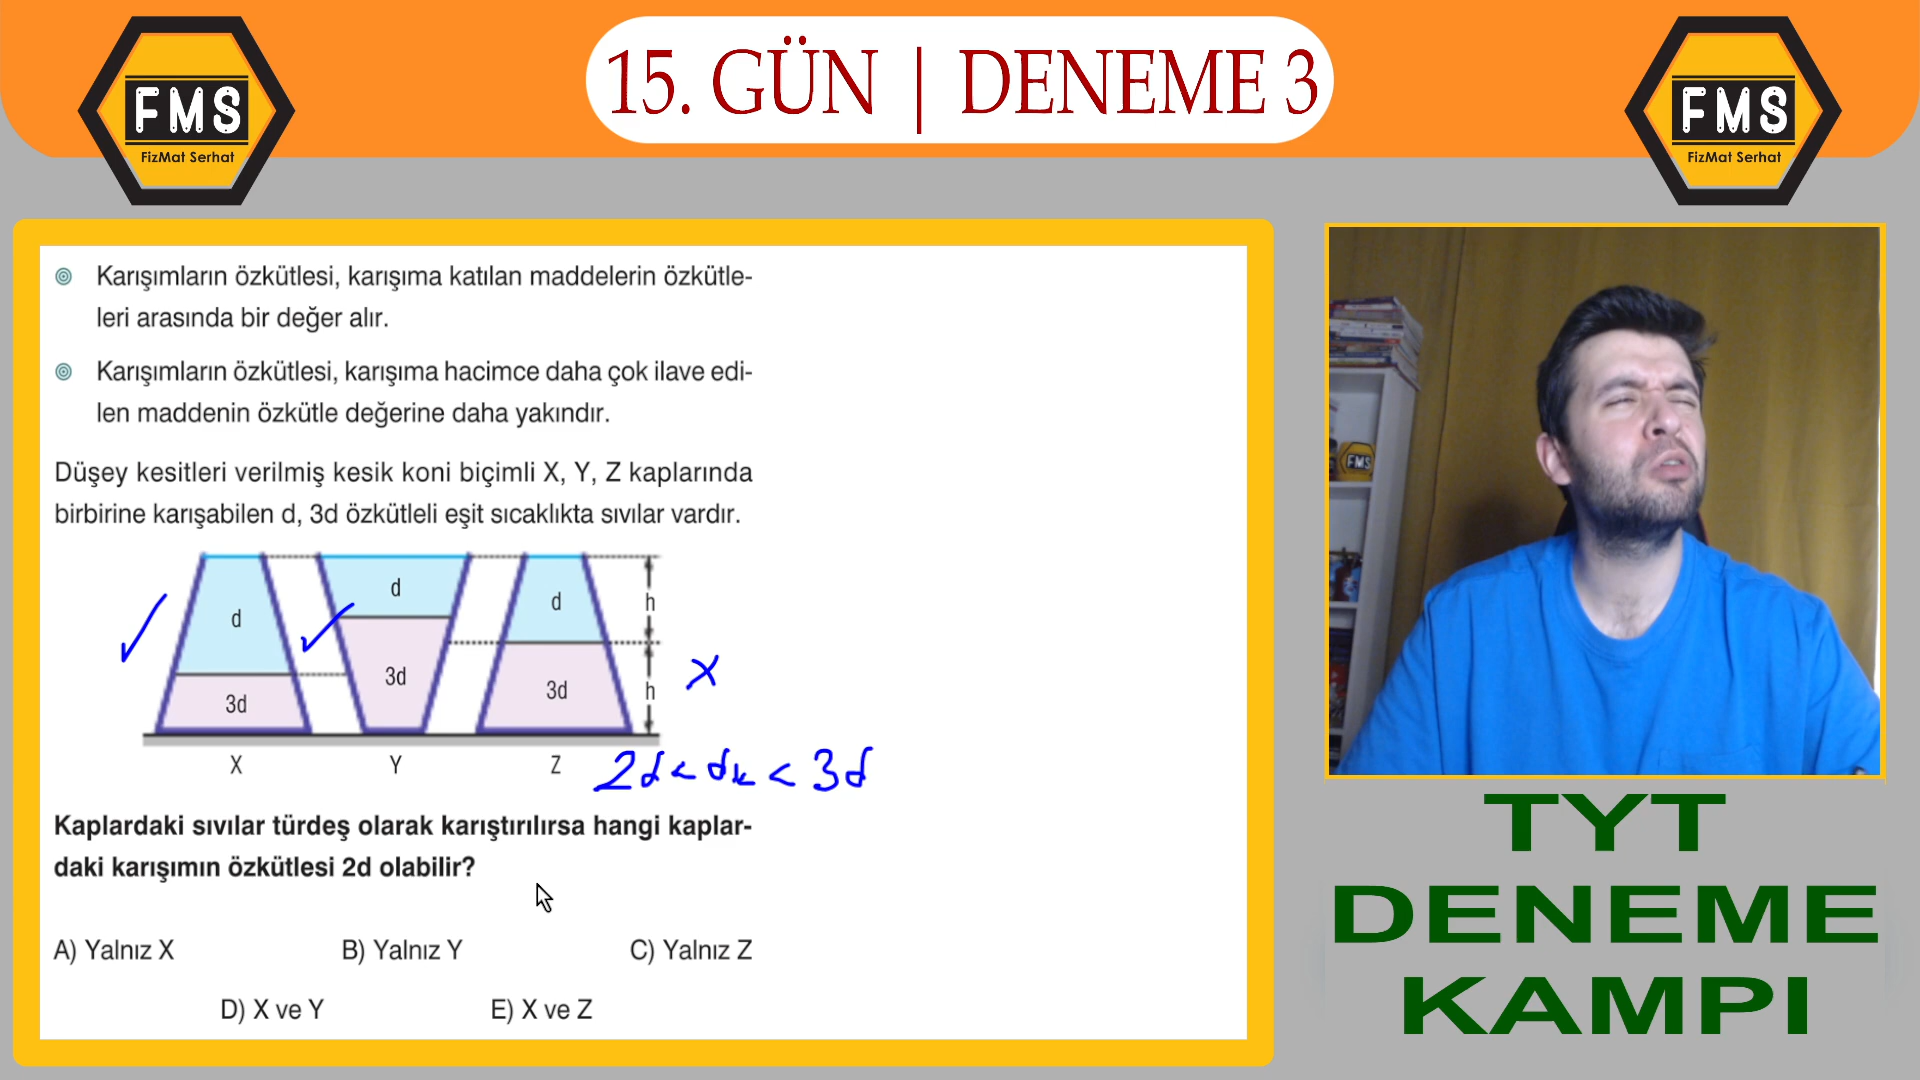 15. GÜN | DENEME 3
FMS
FizMat Serhat
FMS
FizMat Serhat
Karışımların özkütlesi, karışıma katılan maddelerin özkütle-
leri arasında bir değer alır.
Karışımların özkütlesi, karışıma hacimce daha çok ilave edi-
len maddenin özkütle değerine daha yakındır.
Düşey kesitleri verilmiş kesik koni biçimli X, Y, Z kaplarında
birbirine karışabilen d, 3d özkütleli eşit sıcaklıkta sıvılar vardır.
d
3d
d
3d
d
3d
h
h
X
X Y Z
2d < dk < 3d
Kaplardaki sıvılar türdeş olarak karıştırılırsa hangi kaplar-
daki karışımın özkütlesi 2d olabilir?
A) Yalnız X B) Yalnız Y C) Yalnız Z
D) X ve Y E) X ve Z
FMS
TYT
DENEME
KAMPI